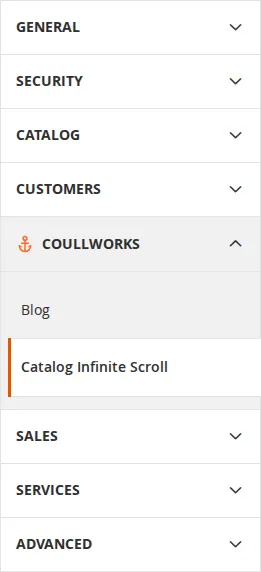 GENERAL
SECURITY
CATALOG
CUSTOMERS
COULLWORKS
Blog
Catalog Infinite Scroll
SALES
SERVICES
ADVANCED